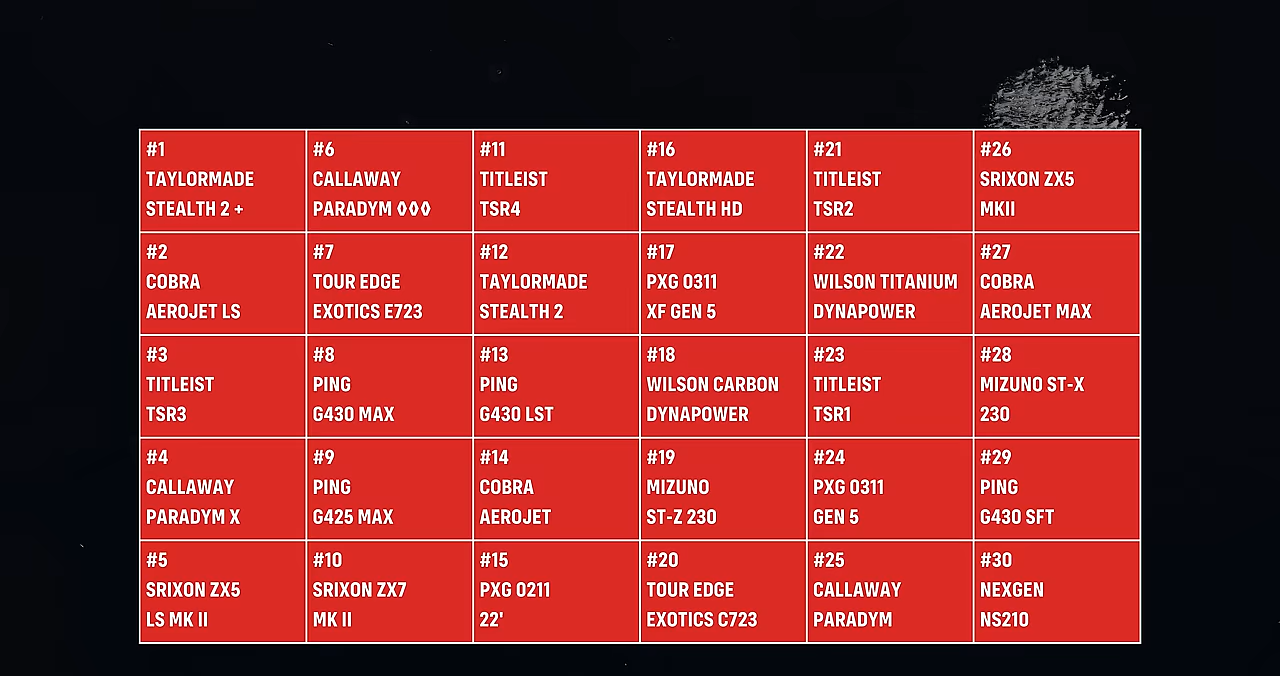 #1
TAYLORMADE
STEALTH 2 +
#2
COBRA
AEROJET LS
#3
TITLEIST
TSR3
#4
CALLAWAY
PARADYM X
#5
SRIXON ZX5
LS MK II
#6
CALLAWAY
PARADYM ◊◊◊
#7
TOUR EDGE
EXOTICS E723
#8
PING
G430 MAX
#9
PING
G425 MAX
#10
SRIXON ZX7
MK II
#11
TITLEIST
TSR4
#12
TAYLORMADE
STEALTH 2
#13
PING
G430 LST
#14
COBRA
AEROJET
#15
PXG 0211
22'
#16
TAYLORMADE
STEALTH HD
#17
PXG 0311
XF GEN 5
#18
WILSON CARBON
DYNAPOWER
#19
MIZUNO
ST-Z 230
#20
TOUR EDGE
EXOTICS C723
#21
TITLEIST
TSR2
#22
WILSON TITANIUM
DYNAPOWER
#23
TITLEIST
TSR1
#24
PXG 0311
GEN 5
#25
CALLAWAY
PARADYM
#26
SRIXON ZX5
MKII
#27
COBRA
AEROJET MAX
#28
MIZUNO ST-X
230
#29
PING
G430 SFT
#30
NEXGEN
NS210